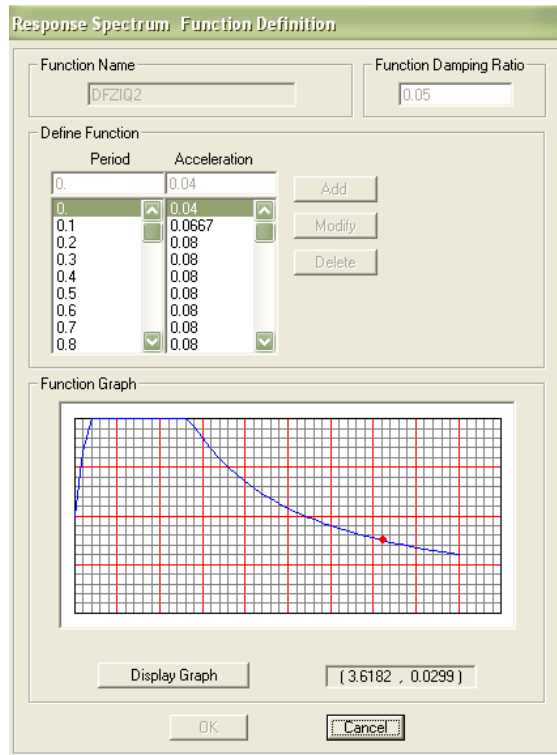 Response Spectrum Function Definition
Function Name
Function Damping Ratio
DFZIQ2
0.05
Define Function
Period Acceleration
0. 0.04
Add
0. 0.04
0.1 0.0667
Modify
0.2 0.08
0.3 0.08
Delete
0.4 0.08
0.5 0.08
0.6 0.08
0.7 0.08
0.8 0.08
Function Graph
Display Graph
( 3.6182 , 0.0299 )
OK
Cancel